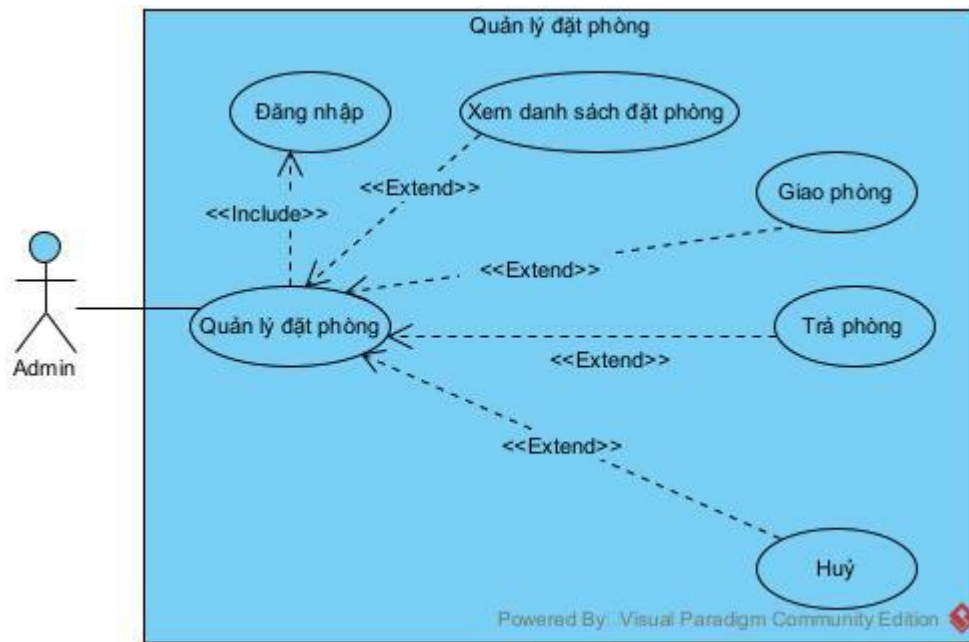 Quản lý đặt phòng
Đăng nhập
Xem danh sách đặt phòng
<<Extend>>
Giao phòng
<<Include>>
<<Extend>>
Quản lý đặt phòng
Trả phòng
<<Extend>>
Admin
<<Extend>>
Huỷ
Powered By: Visual Paradigm Community Edition